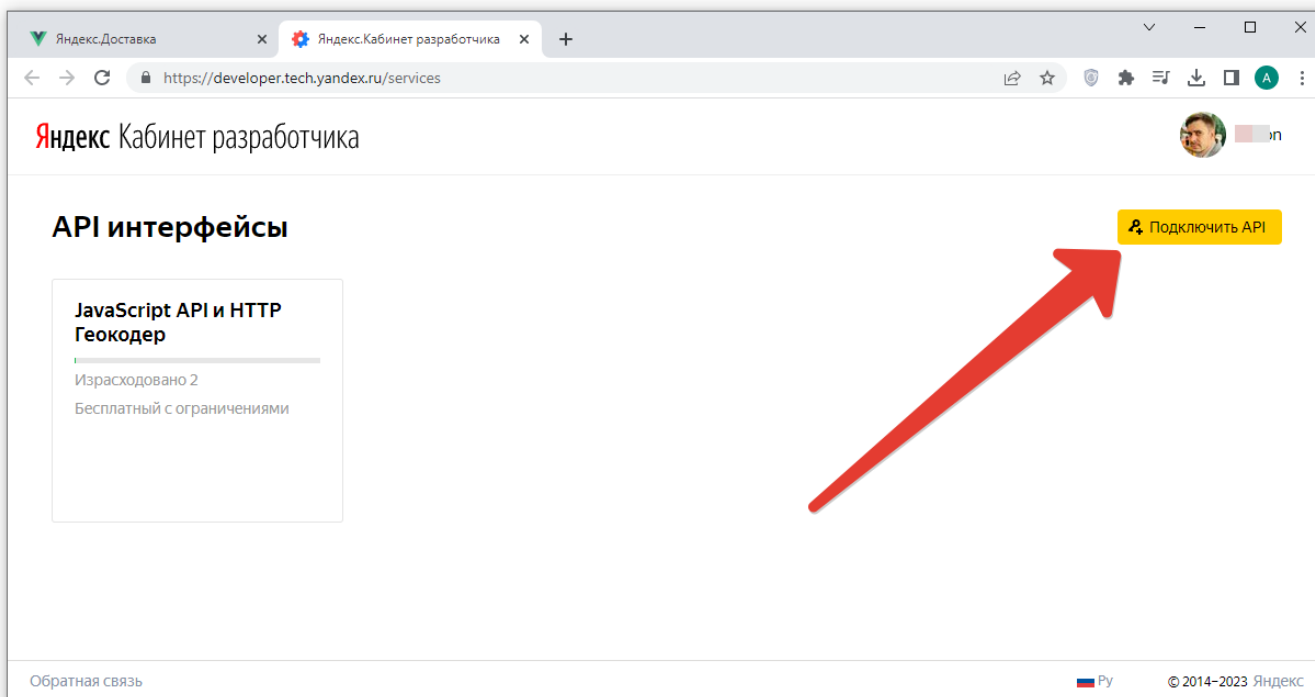 Яндекс.Доставка
Яндекс.Кабинет разработчика
https://developer.tech.yandex.ru/services
A
Яндекс Кабинет разработчика
API интерфейсы
Подключить API
JavaScript API и HTTP
Геокодер
Израсходовано 2
Бесплатный с ограничениями
Обратная связь
Ру
© 2014–2023 Яндекс